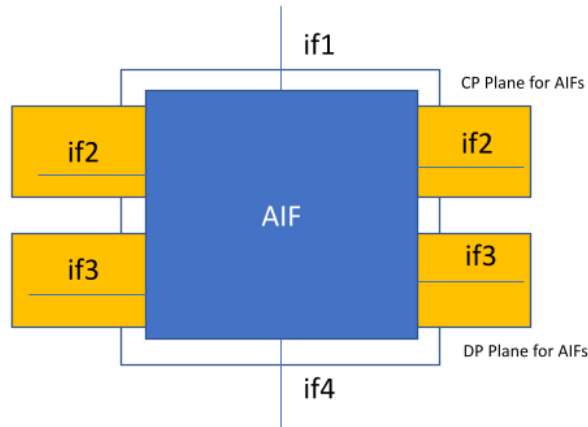 if1
CP Plane for AIFs
if2
if2
AIF
if3
if3
DP Plane for AIFs
if4